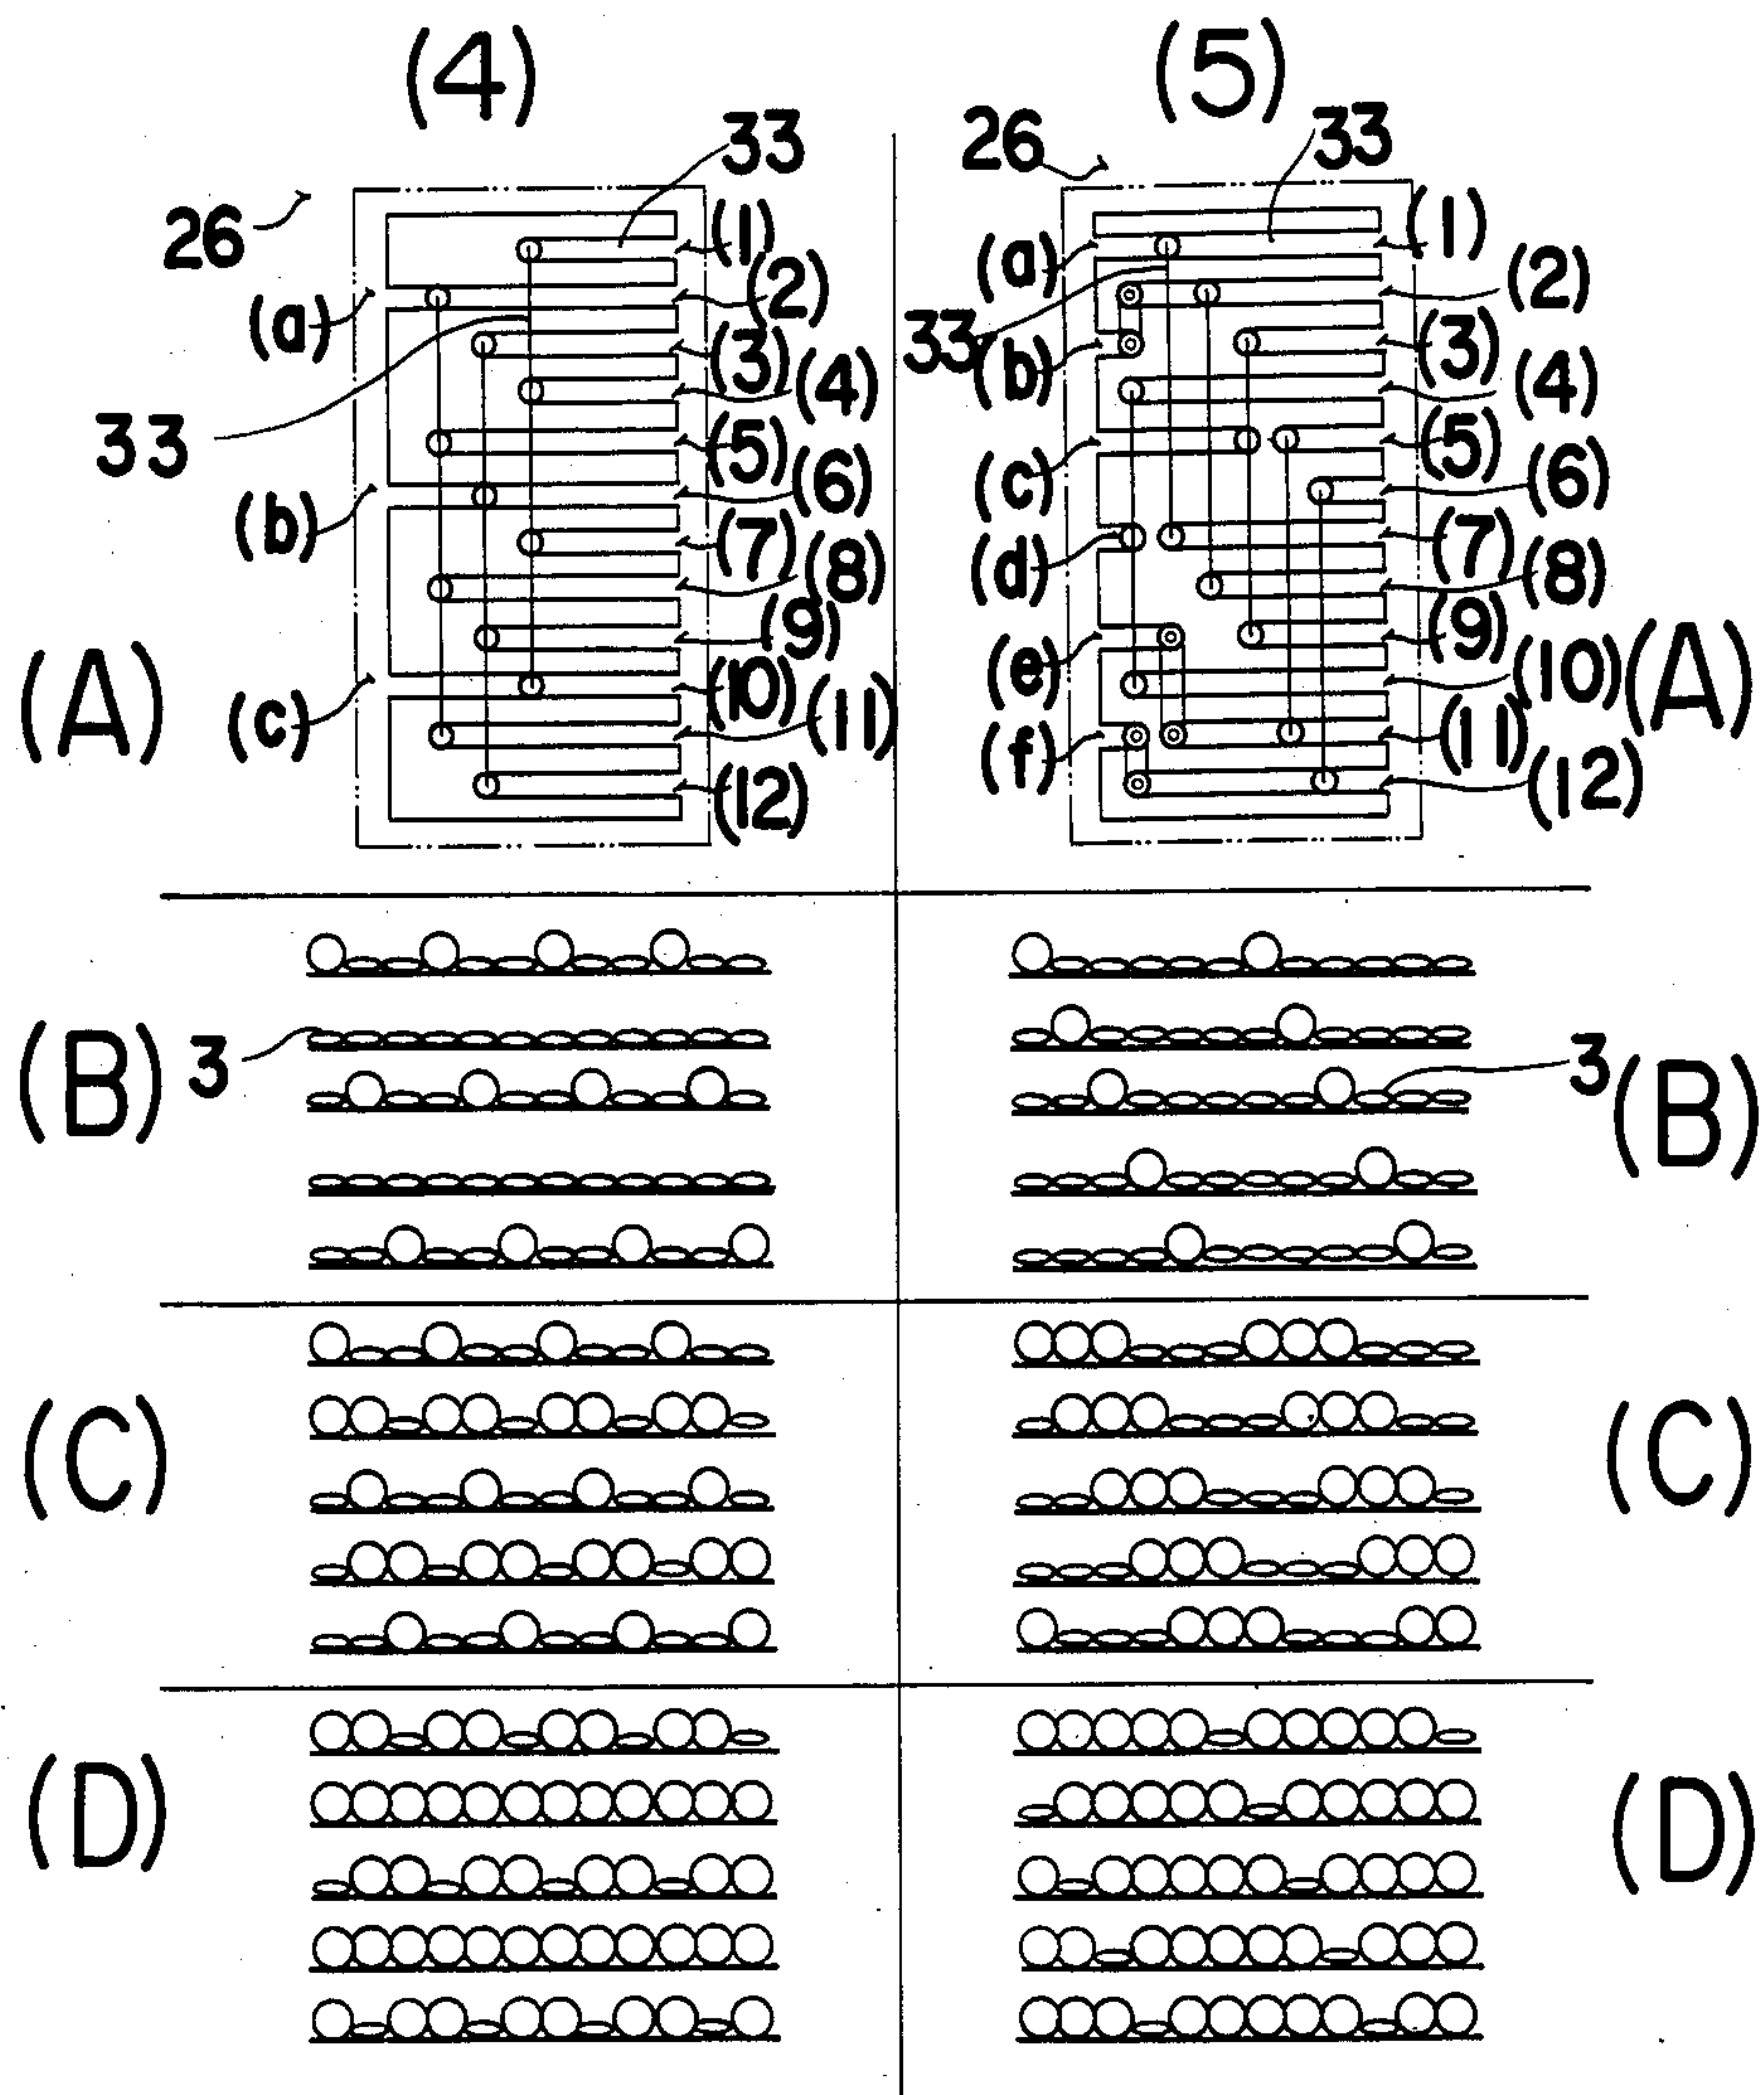 (4)
(5)
26
33
33
(a)
(b)
(c)
(1)
(2)
(3)
(4)
(5)
(6)
(7)
(8)
(9)
(10)
(11)
(12)
(A)
26
33
33
(a)
(b)
(c)
(d)
(e)
(f)
(1)
(2)
(3)
(4)
(5)
(6)
(7)
(8)
(9)
(10)
(11)
(12)
(A)
(B)
3
3
(B)
(C)
(C)
(D)
(D)